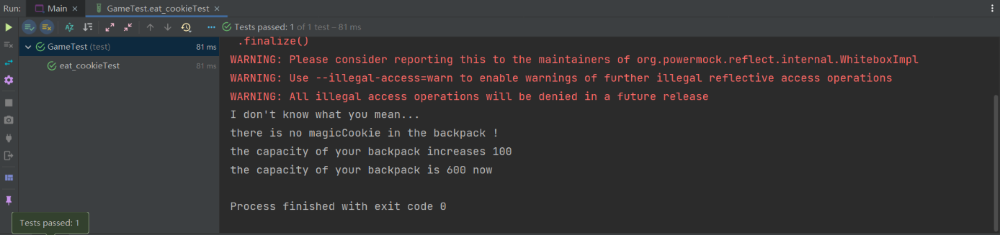 Run: Main × GameTest.eat_cookieTest ×
Tests passed: 1 of 1 test – 81 ms
GameTest (test) 81 ms
eat_cookieTest 81 ms
.finalize()
WARNING: Please consider reporting this to the maintainers of org.powermock.reflect.internal.WhiteboxImpl
WARNING: Use --illegal-access=warn to enable warnings of further illegal reflective access operations
WARNING: All illegal access operations will be denied in a future release
I don't know what you mean...
there is no magicCookie in the backpack !
the capacity of your backpack increases 100
the capacity of your backpack is 600 now
Process finished with exit code 0
Tests passed: 1